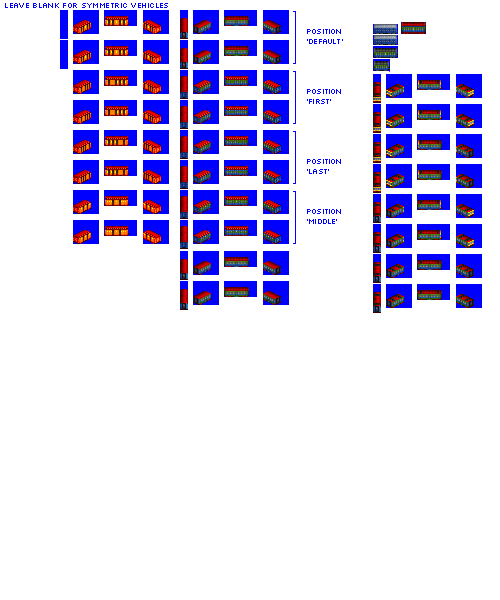 LEAVE BLANK FOR SYMMETRIC VEHICLES
POSITION
'DEFAULT'
POSITION
'FIRST'
POSITION
'LAST'
POSITION
'MIDDLE'